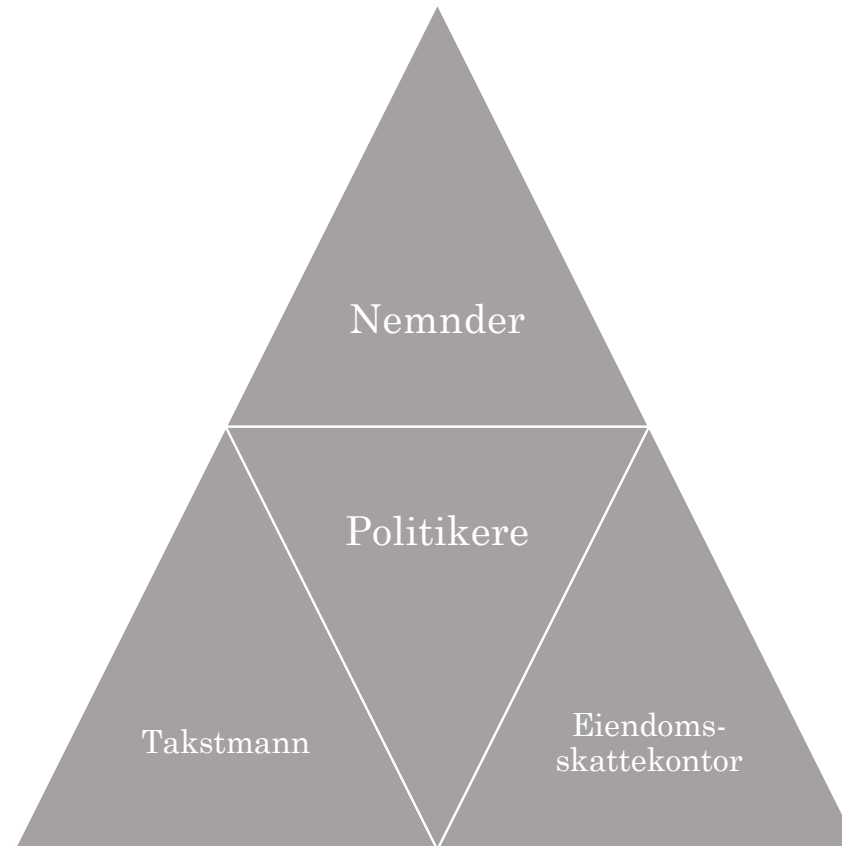 Nemnder
Politikere
Takstmann
Eiendoms-
skattekontor